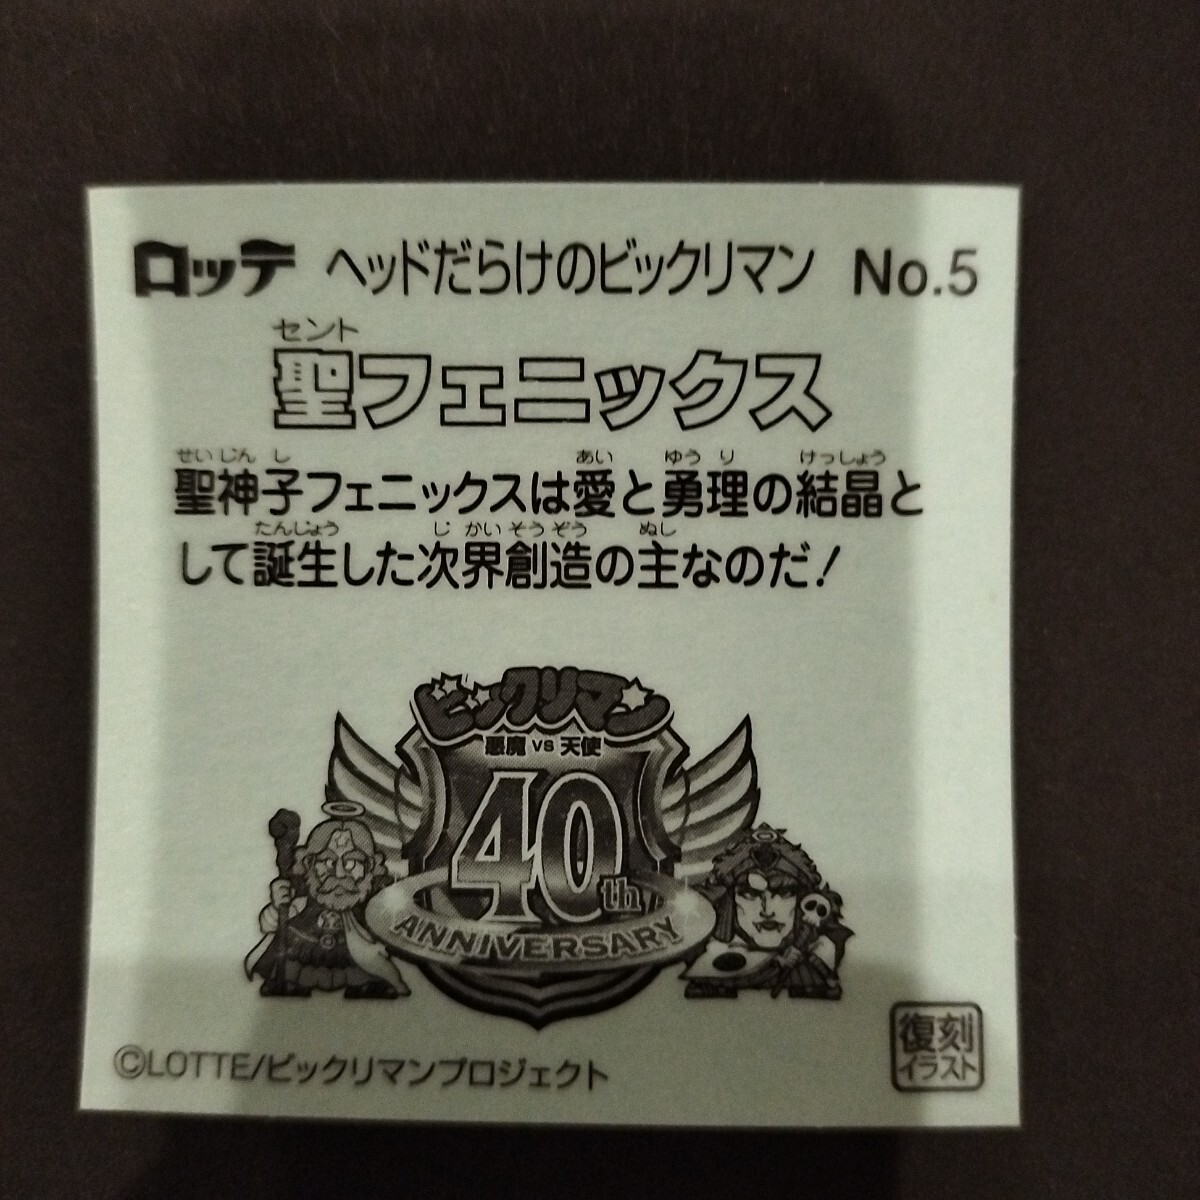 ロッテ ヘッドだらけのビックリマン No.5
セント
聖フェニックス
せいじんし あい ゆうり けっしょう
聖神子フェニックスは愛と勇理の結晶と
たんじょう じかいそうぞう ぬし
して誕生した次界創造の主なのだ!
ビックリマン
悪魔 VS 天使
40th
ANNIVERSARY
復刻
イラスト
©LOTTE/ビックリマンプロジェクト